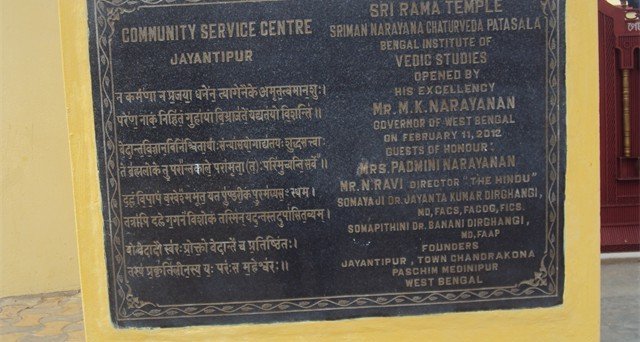 COMMUNITY SERVICE CENTRE
JAYANTIPUR
न कर्मणा न प्रजया धनेन त्यागेनैके अमृतत्वमानशुः।
परेण नाकं निहितं गुहायां विभ्राजते यद्यतयो विशन्ति॥
वेदान्तविज्ञानविनिश्चितार्थाः संन्यासयोगाद्यतयः शुद्धसत्त्वाः
ते ब्रह्मलोके तु परान्तकाले परामृता
परिमुच्यन्ति सर्वे॥
दह्रं विपापं
पुण्डरीकं पुरमध्यसंस्थम्।
तत्रापि दह्रं गगनं विशोकं तस्मिन् यदन्तस्तदुपासितव्यम्॥
यो वेदादौ स्वरः प्रोक्तो वेदान्ते च प्रतिष्ठितः।
तस्य प्रकृतिलीनस्य यः परः स महेश्वरः॥
SRI RAMA TEMPLE
SRIMAN NARAYANA CHATURVEDA PATASALA
BENGAL INSTITUTE OF
VEDIC STUDIES
OPENED BY
HIS EXCELLENCY
MR. M.K. NARAYANAN
GOVERNOR OF WEST BENGAL
ON FEBRUARY 11, 2012
GUESTS OF HONOUR:
MRS. PADMINI NARAYANAN
MR. N. RAVI DIRECTOR "THE HINDU"
SOMAYAJI DR. JAYANTA KUMAR DIRGHANGI,
MD, FACS, FACOG, FICS.
SOMAPITHINI DR. BANANI DIRGHANGI,
MD, FAAP
FOUNDERS
JAYANTIPUR, TOWN CHANDRAKONA
PASCHIM MEDINIPUR
WEST BENGAL